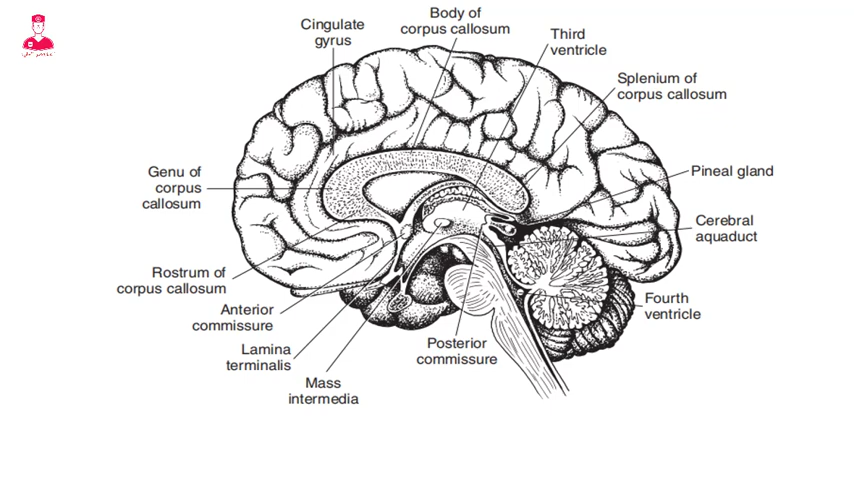 Body of
corpus callosum
Cingulate
gyrus
Third
ventricle
Splenium of
corpus callosum
Genu of
corpus
callosum
Pineal gland
Cerebral
aquaduct
Rostrum of
corpus callosum
Anterior
commissure
Fourth
ventricle
Lamina
terminalis
Posterior
commissure
Mass
intermedia